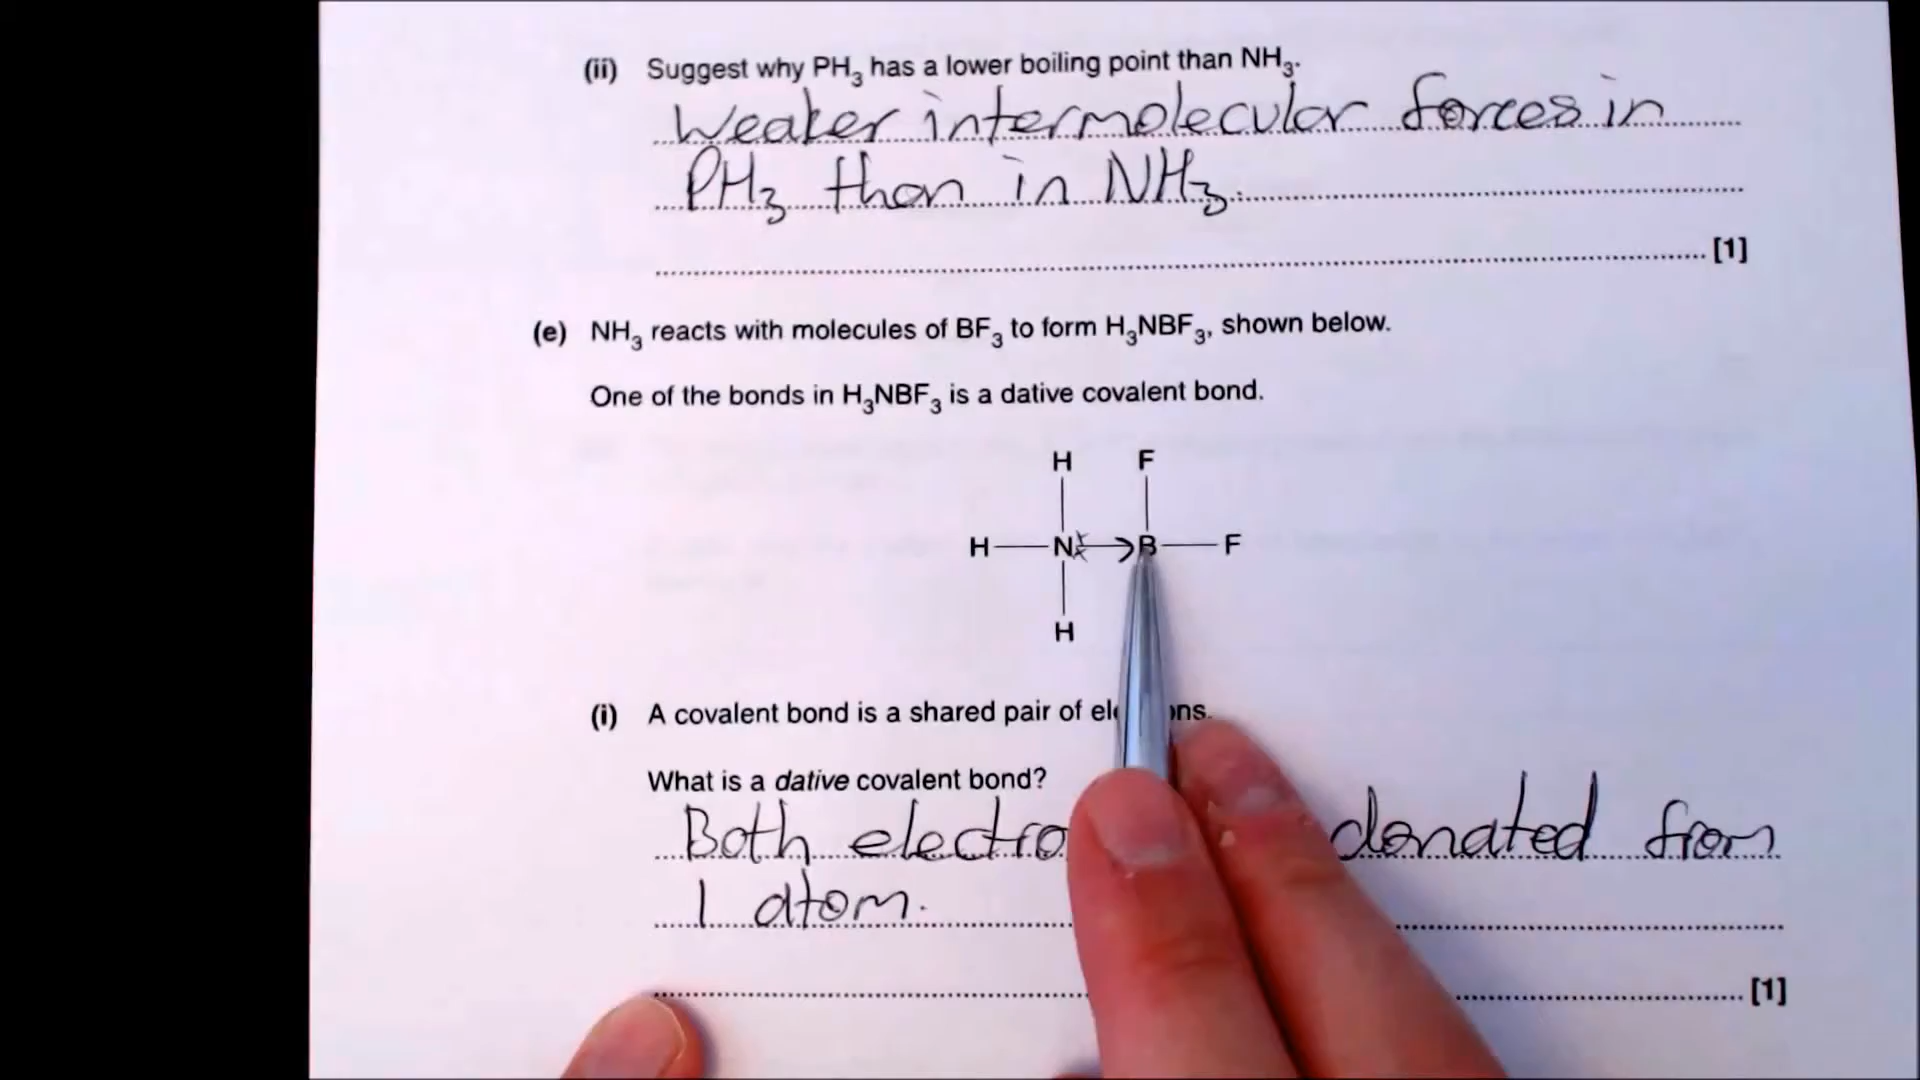 (ii) Suggest why PH₃ has a lower boiling point than NH₃.
Weaker intermolecular forces in
PH₃ than in NH₃.
[1]
(e) NH₃ reacts with molecules of BF₃ to form H₃NBF₃, shown below.
One of the bonds in H₃NBF₃ is a dative covalent bond.
H F
H N B F
H
(i) A covalent bond is a shared pair of
What is a dative covalent bond?
Both donated from
1 atom.
[1]